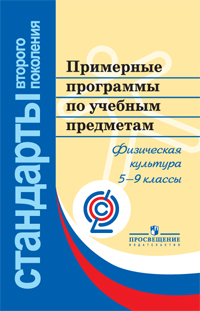 стандарты
второго
поколения
Примерные
программы
по учебным
предметам
Физическая
культура
5–9 классы
ПРОСВЕЩЕНИЕ
ИЗДАТЕЛЬСТВО